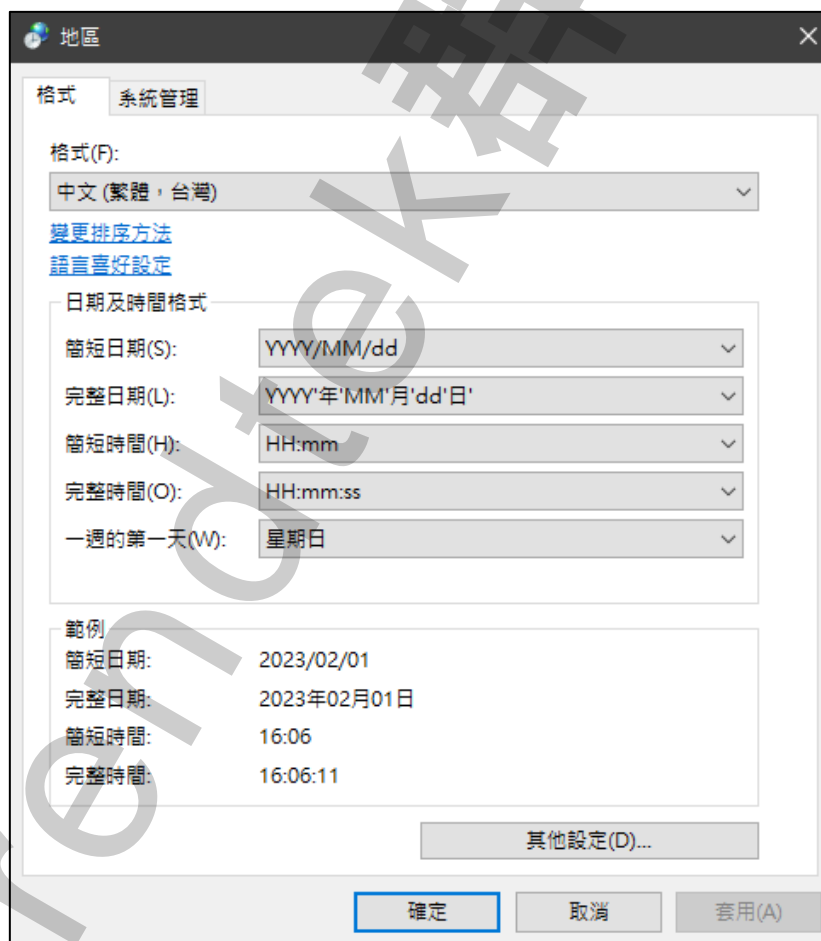 地區
格式 系統管理
格式(F):
中文 (繁體，台灣)
變更排序方法
語言喜好設定
日期及時間格式
簡短日期(S): YYYY/MM/dd
完整日期(L): YYYY'年'MM'月'dd'日'
簡短時間(H): HH:mm
完整時間(O): HH:mm:ss
一週的第一天(W): 星期日
範例
簡短日期: 2023/02/01
完整日期: 2023年02月01日
簡短時間: 16:06
完整時間: 16:06:11
其他設定(D)...
確定 取消 套用(A)
rendtek